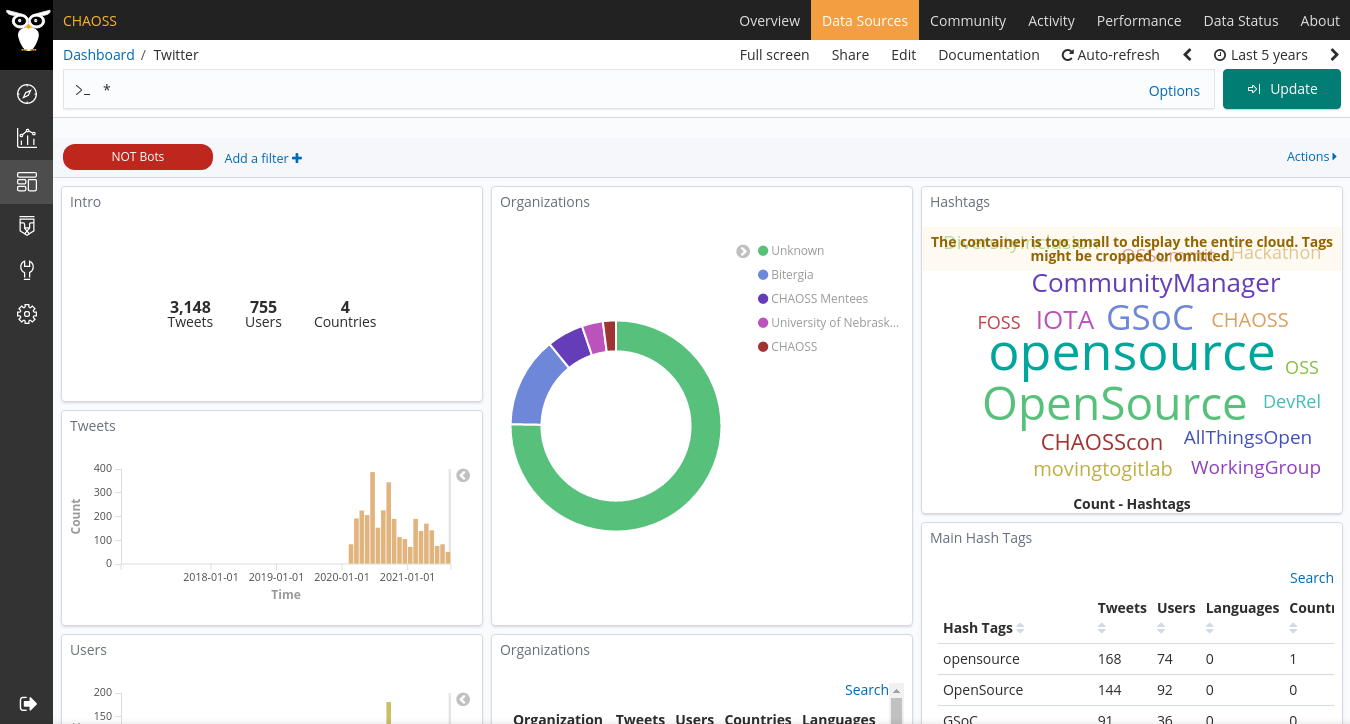 CHAOSS
Overview Data Sources Community Activity Performance Data Status About
Dashboard / Twitter
Full screen Share Edit Documentation Auto-refresh Last 5 years
>_ *
Options
Update
NOT Bots
Add a filter
Actions
Intro
3,148 755 4
Tweets Users Countries
Tweets
400
300
200
100
0
Count
2018-01-01 2019-01-01 2020-01-01 2021-01-01
Time
Users
200
150
Organizations
Unknown
Bitergia
CHAOSS Mentees
University of Nebrask...
CHAOSS
Organizations
Search
Organization Tweets Users Countries Languages
Hashtags
The container is too small to display the entire cloud. Tags
might be cropped or omitted.
Hackathon
CommunityManager
FOSS IOTA GSoC CHAOSS
opensource OSS
OpenSource DevRel
CHAOSScon AllThingsOpen
movingtogitlab WorkingGroup
Count - Hashtags
Main Hash Tags
Search
Hash Tags Tweets Users Languages Countr
opensource 168 74 0 1
OpenSource 144 92 0 0
GSoC 91 36 0 0